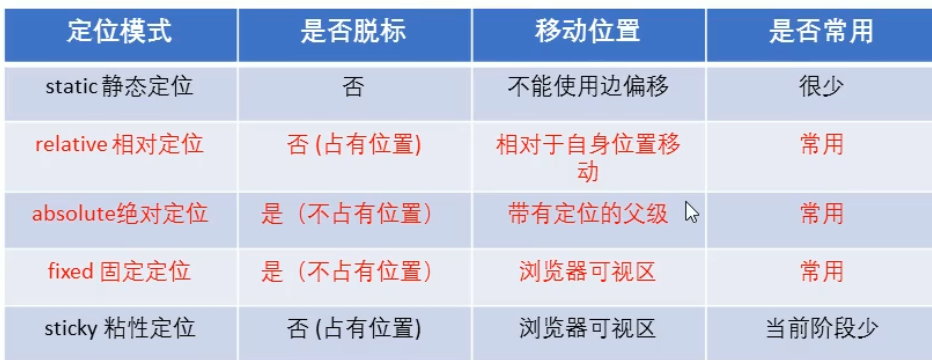 定位模式 是否脱标 移动位置 是否常用
static 静态定位 否 不能使用边偏移 很少
relative 相对定位 否 (占有位置) 相对于自身位置移
动 常用
absolute绝对定位 是（不占有位置） 带有定位的父级 常用
fixed 固定定位 是（不占有位置） 浏览器可视区 常用
sticky 粘性定位 否 (占有位置) 浏览器可视区 当前阶段少